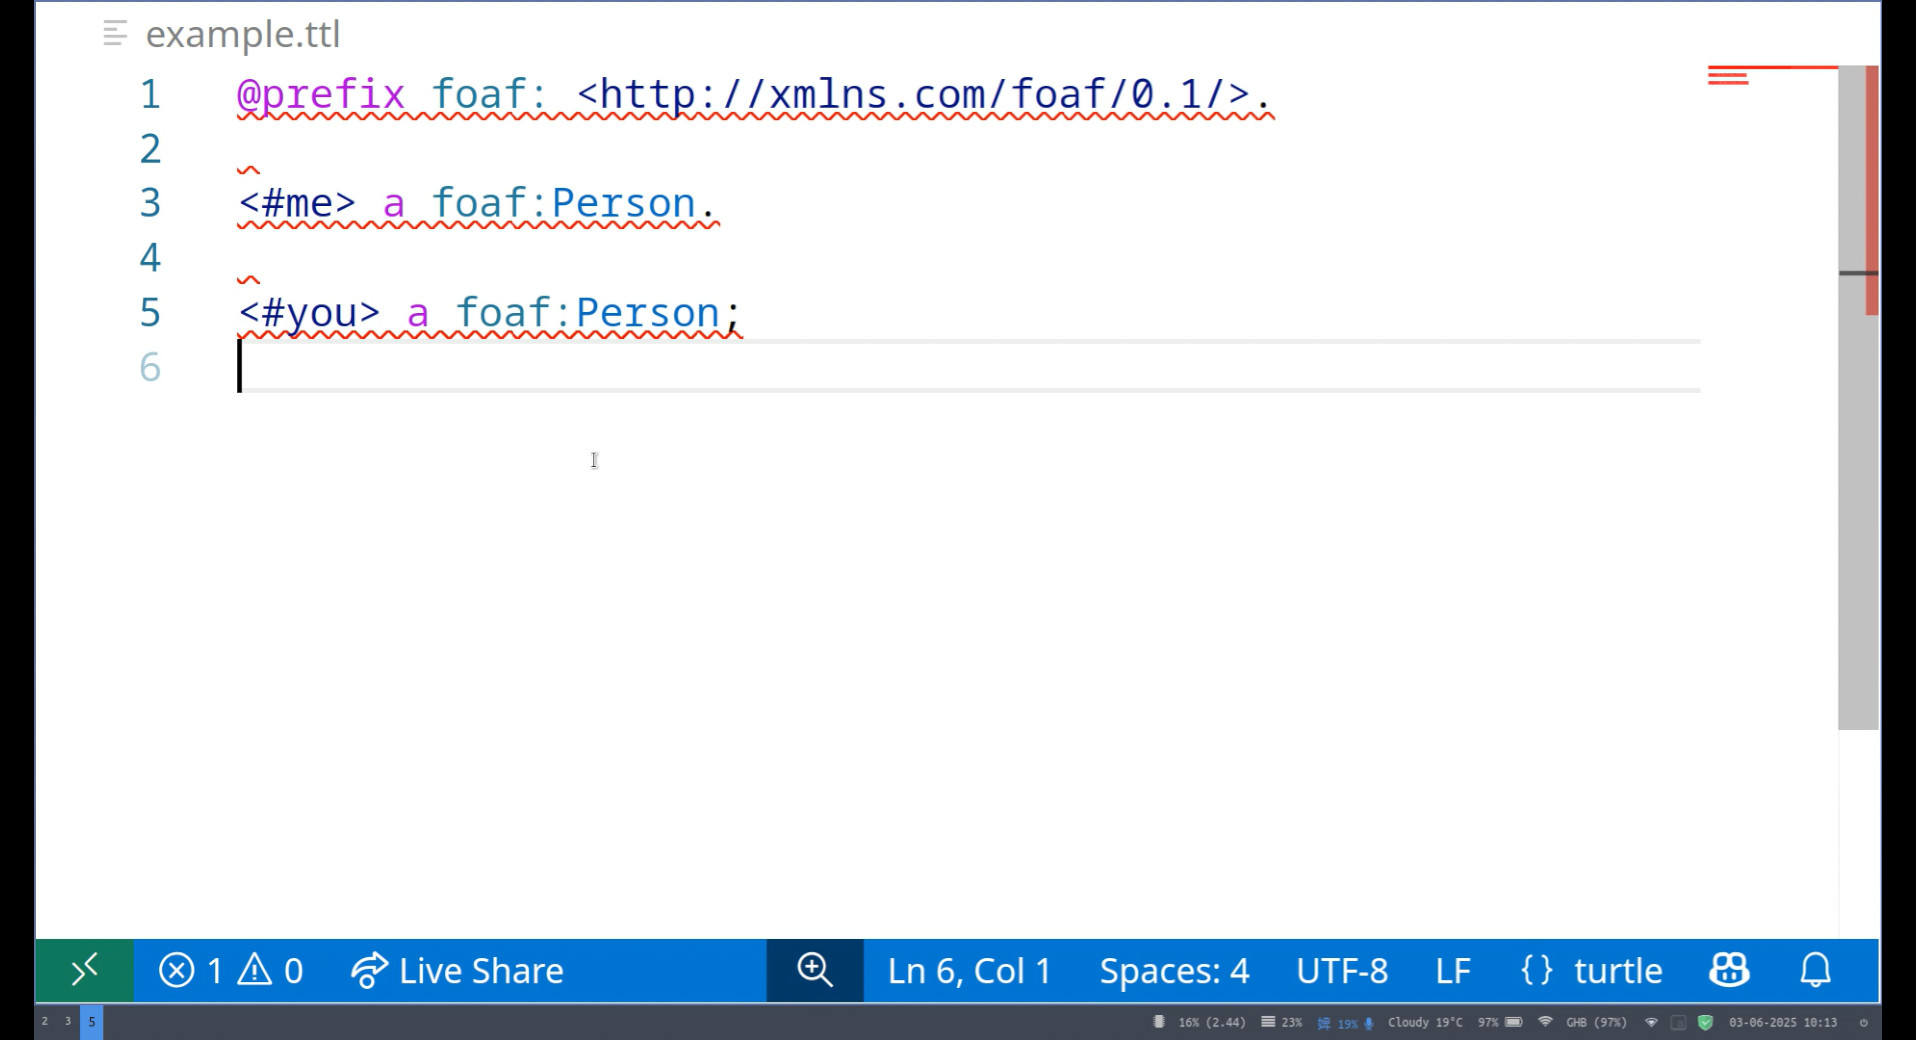 example.ttl
1 @prefix foaf: <http://xmlns.com/foaf/0.1/>.
2
3 <#me> a foaf:Person.
4
5 <#you> a foaf:Person;
6
1 0 Live Share Ln 6, Col 1 Spaces: 4 UTF-8 LF {} turtle
2 3 5 16% (2.44) 23% 19% Cloudy 19°C 97% GHB (97%) 03-06-2025 10:13